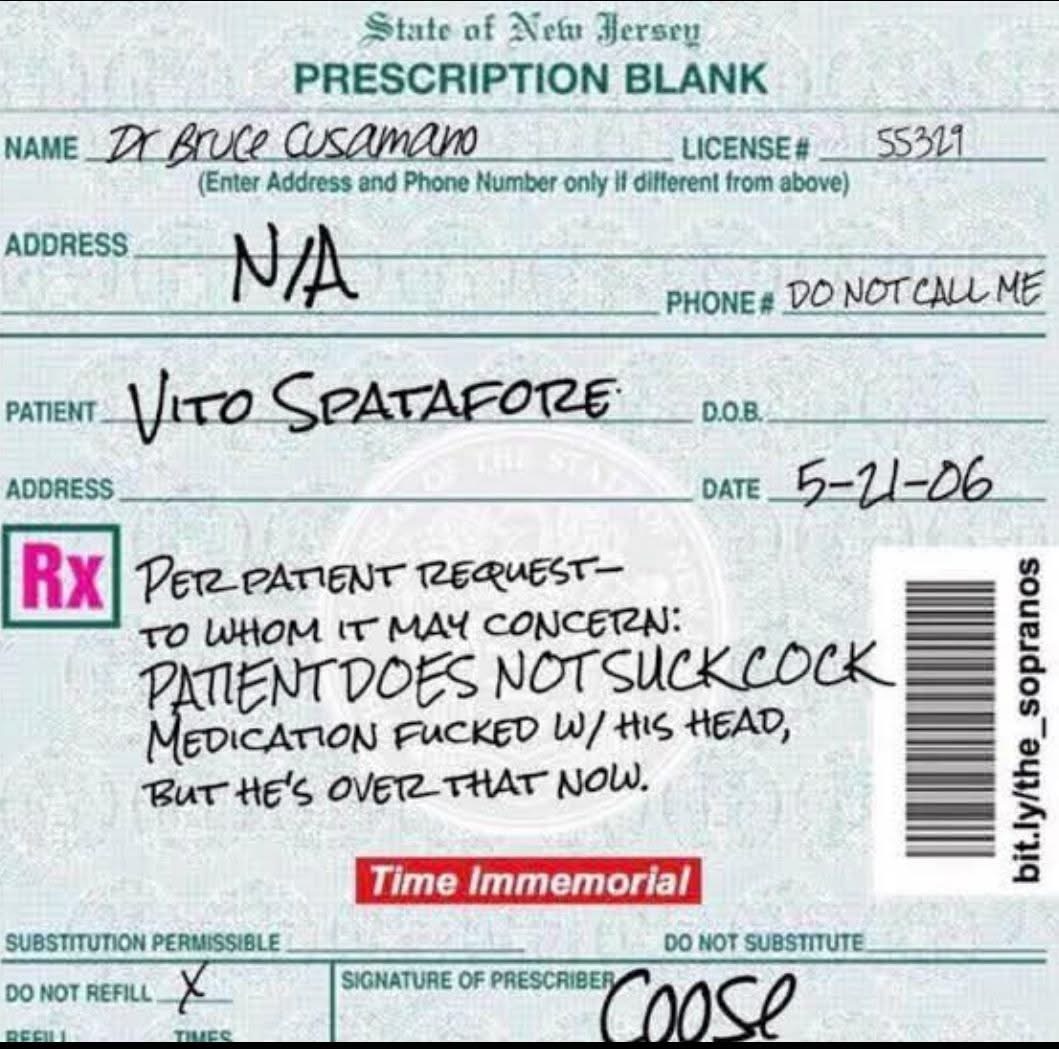 State of New Jersey
PRESCRIPTION BLANK
NAME Dr Bruce Cusamano LICENSE # 55329
(Enter Address and Phone Number only if different from above)
ADDRESS N/A
PHONE # DO NOT CALL ME
PATIENT VITO SPATAFORE D.O.B.
ADDRESS DATE 5-21-06
Rx
PER PATIENT REQUEST-
TO WHOM IT MAY CONCERN:
PATIENT DOES NOT SUCK COCK
MEDICATION FUCKED W/ HIS HEAD,
BUT HE'S OVER THAT NOW.
bit.ly/the_sopranos
Time Immemorial
SUBSTITUTION PERMISSIBLE DO NOT SUBSTITUTE
DO NOT REFILL X SIGNATURE OF PRESCRIBER Coose
REFILL TIMES